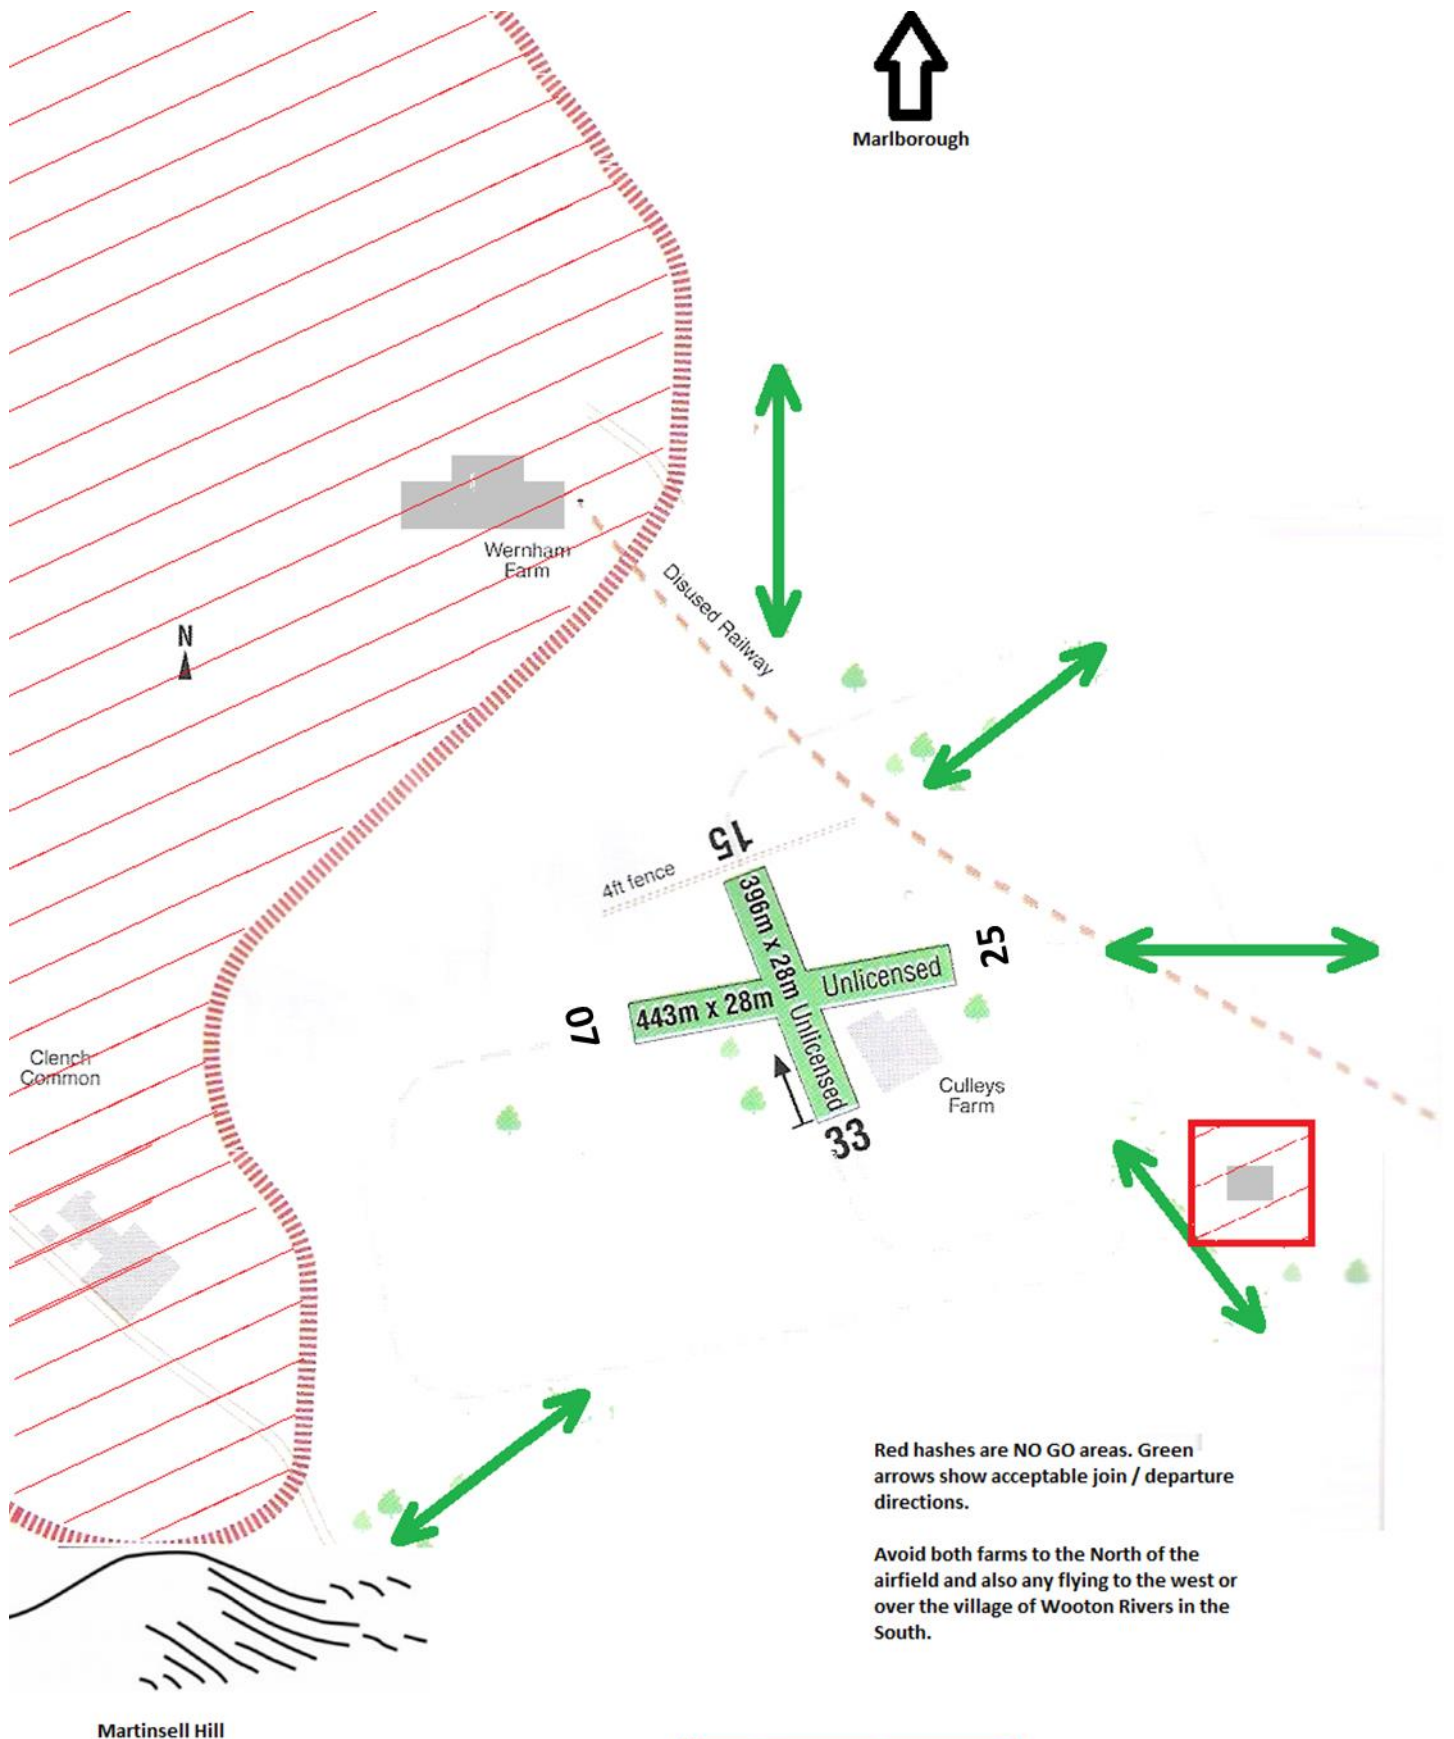 Marlborough
Wernham
Farm
Disused Railway
N
15
4ft fence
396m x 28m Unlicensed
25
Unlicensed
443m x 28m
07
Clench
Common
Culleys
Farm
33
Red hashes are NO GO areas. Green
arrows show acceptable join / departure
directions.
Avoid both farms to the North of the
airfield and also any flying to the west or
over the village of Wooton Rivers in the
South.
Martinsell Hill